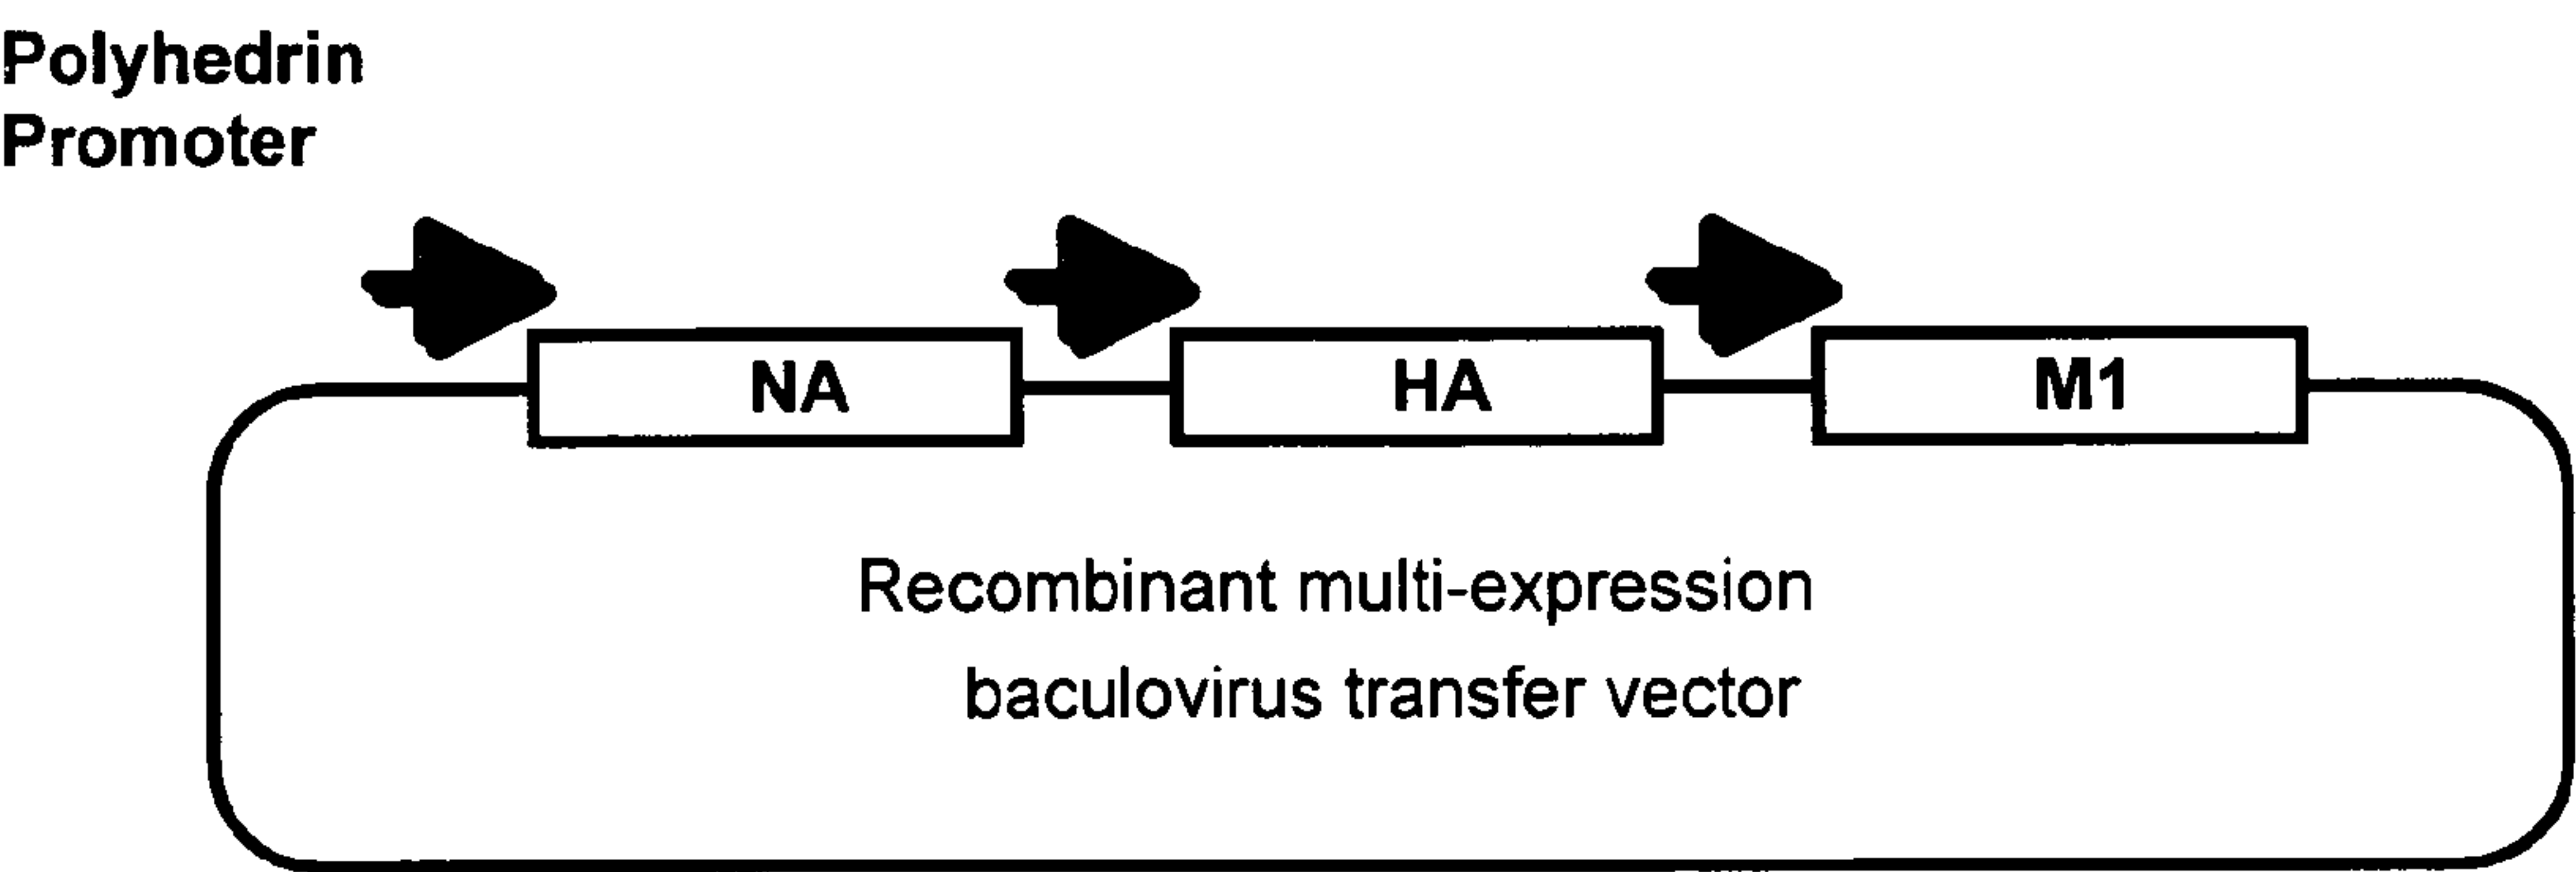 Polyhedrin
Promoter
NA
HA
M1
Recombinant multi-expression
baculovirus transfer vector